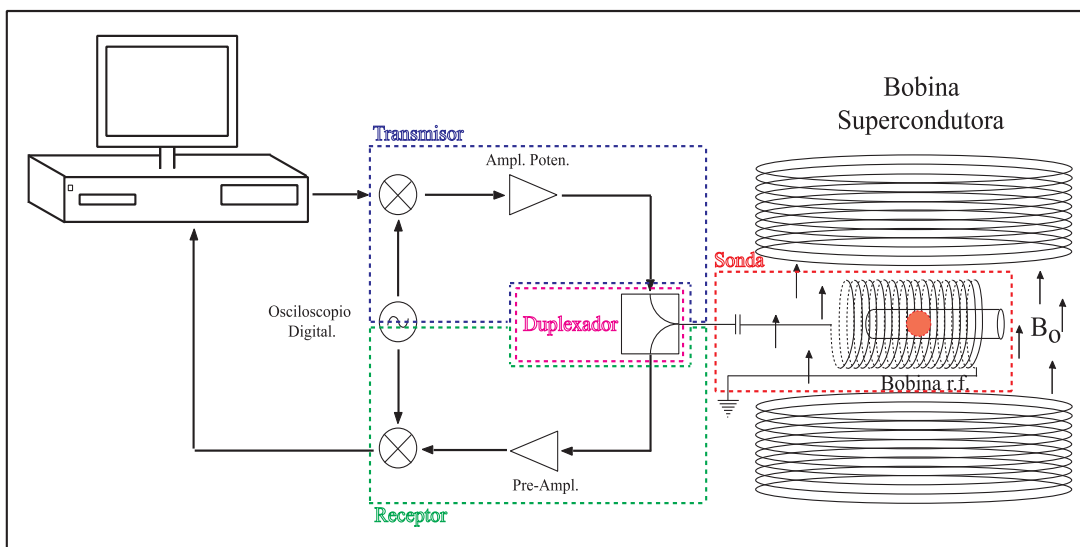 Bobina
Supercondutora
Transmisor
Ampl. Poten.
Sonda
Osciloscopio
Digital.
Duplexador
B₀
Bobina r.f.
Pre-Ampl.
Receptor